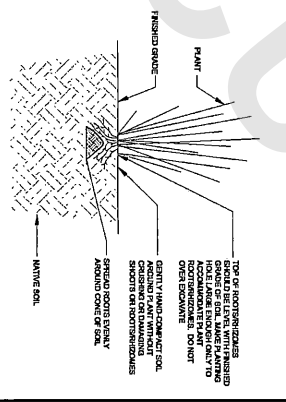 PLANT
FINISHED GRADE
TOP OF ROOTS/RHIZOMES
SHOULD BE LEVEL WITH FINISHED
GRADE OF SOIL. MAKE PLANTING
HOLE LARGE ENOUGH ONLY TO
ACCOMMODATE PLANT
ROOTS/RHIZOMES. DO NOT
OVER EXCAVATE
GENTLY HAND-COMPACT SOIL
AROUND PLANT WITHOUT
CRUSHING OR DAMAGING
SHOOTS OR ROOTS/RHIZOMES
SPREAD ROOTS EVENLY
AROUND CONE OF SOIL
NATIVE SOIL